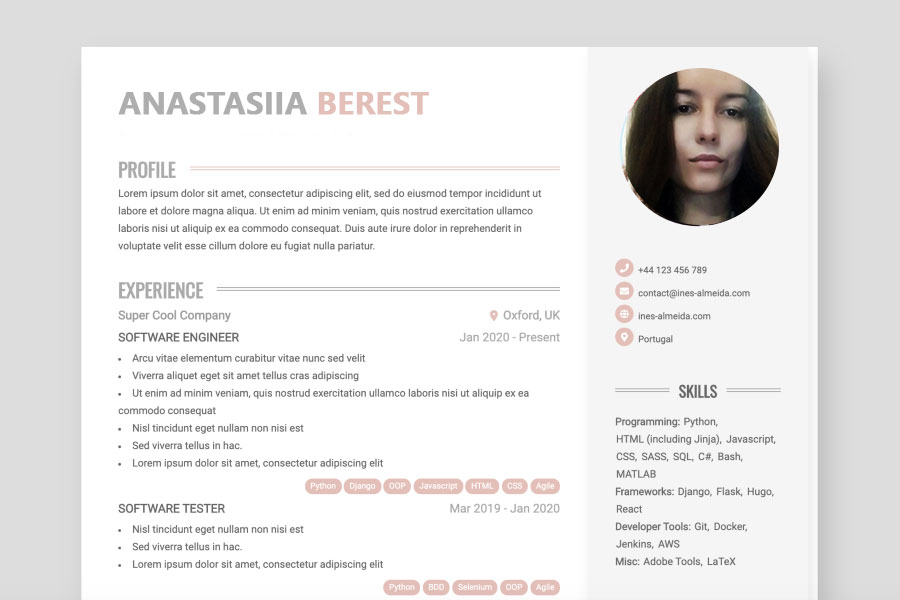 ANASTASIIA BEREST
PROFILE
Lorem ipsum dolor sit amet, consectetur adipiscing elit, sed do eiusmod tempor incididunt ut
labore et dolore magna aliqua. Ut enim ad minim veniam, quis nostrud exercitation ullamco
laboris nisi ut aliquip ex ea commodo consequat. Duis aute irure dolor in reprehenderit in
voluptate velit esse cillum dolore eu fugiat nulla pariatur.
EXPERIENCE
Super Cool Company Oxford, UK
SOFTWARE ENGINEER Jan 2020 - Present
• Arcu vitae elementum curabitur vitae nunc sed velit
• Viverra aliquet eget sit amet tellus cras adipiscing
• Ut enim ad minim veniam, quis nostrud exercitation ullamco laboris nisi ut aliquip ex ea
commodo consequat
• Nisl tincidunt eget nullam non nisi est
• Sed viverra tellus in hac.
• Lorem ipsum dolor sit amet, consectetur adipiscing elit
Python Django OOP Javascript HTML CSS Agile
SOFTWARE TESTER Mar 2019 - Jan 2020
• Nisl tincidunt eget nullam non nisi est
• Sed viverra tellus in hac.
• Lorem ipsum dolor sit amet, consectetur adipiscing elit
Python BDD Selenium OOP Agile
+44 123 456 789
contact@ines-almeida.com
ines-almeida.com
Portugal
SKILLS
Programming: Python,
HTML (including Jinja), Javascript,
CSS, SASS, SQL, C#, Bash,
MATLAB
Frameworks: Django, Flask, Hugo,
React
Developer Tools: Git, Docker,
Jenkins, AWS
Misc: Adobe Tools, LaTeX